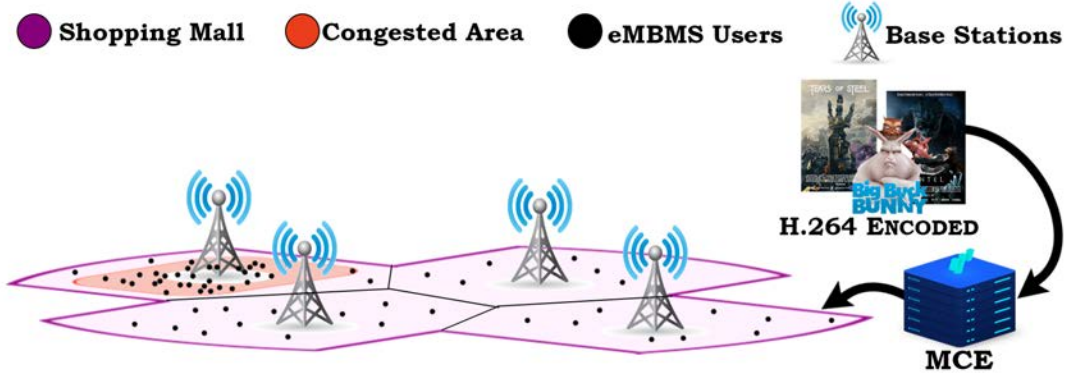 Shopping Mall
Congested Area
eMBMS Users
Base Stations
TEARS OF STEEL
Big Buck
BUNNY
H.264 ENCODED
MCE